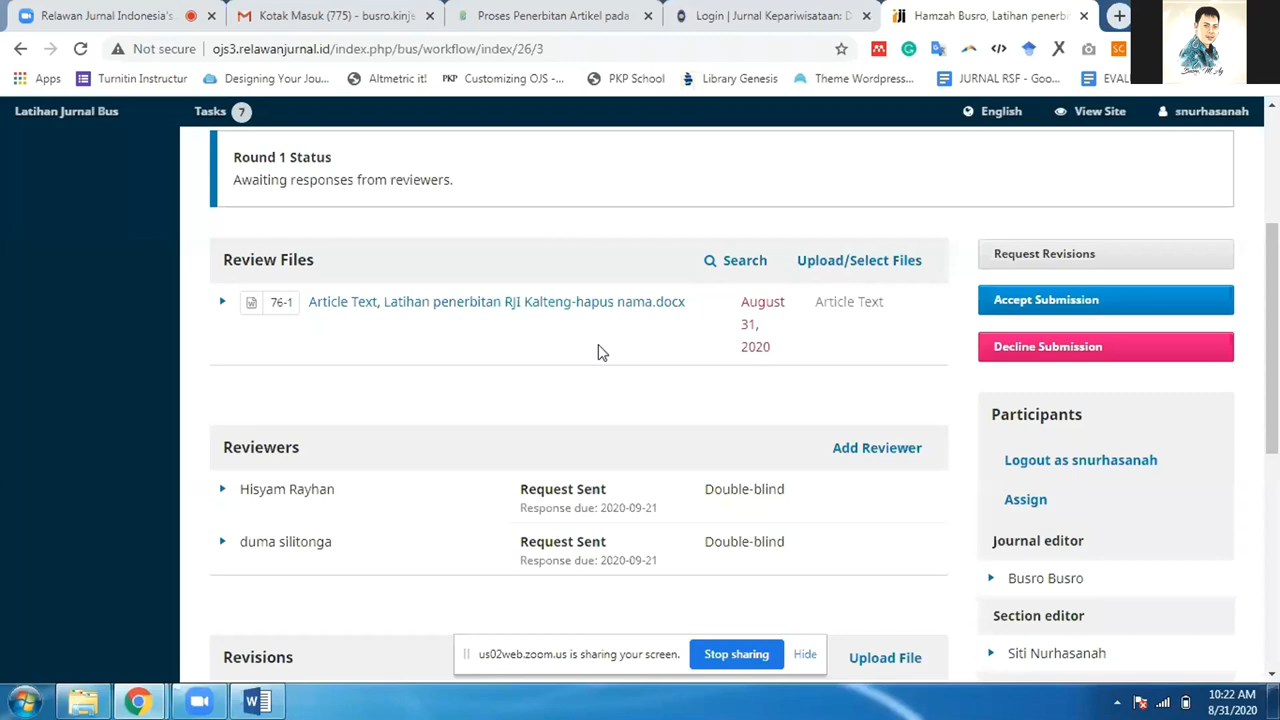 Relawan Jurnal Indonesia's
Kotak Masuk (775) - busro.kinje
Proses Penerbitan Artikel pada
Login | Jurnal Kepariwisataan: D
Hamzah Busro, Latihan penerbi
Not secure
ojs3.relawanjurnal.id/index.php/bus/workflow/index/26/3
Apps
Turnitin Instructur
Designing Your Jou...
Altmetric it!
PKP Customizing OJS -...
PKP School
Library Genesis
Theme Wordpress...
JURNAL RSF - Goo...
EVAL
Latihan Jurnal Bus
Tasks 7
English
View Site
snurhasanah
Round 1 Status
Awaiting responses from reviewers.
Review Files
Search
Upload/Select Files
76-1
Article Text, Latihan penerbitan RJI Kalteng-hapus nama.docx
August
31,
2020
Article Text
Request Revisions
Accept Submission
Decline Submission
Reviewers
Add Reviewer
Hisyam Rayhan
Request Sent
Response due: 2020-09-21
Double-blind
duma silitonga
Request Sent
Response due: 2020-09-21
Double-blind
Participants
Logout as snurhasanah
Assign
Journal editor
Busro Busro
Section editor
Siti Nurhasanah
Revisions
Upload File
us02web.zoom.us is sharing your screen.
Stop sharing
Hide
10:22 AM
8/31/2020